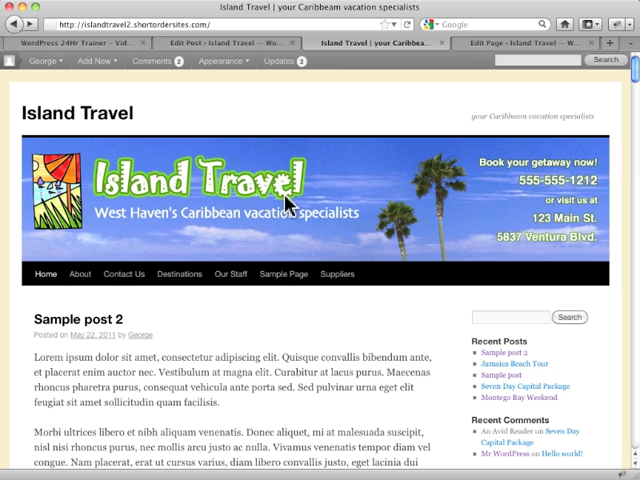 Island Travel | your Caribbean vacation specialists
http://islandtravel2.shortordersites.com/
Google
WordPress 24Hr Trainer – Vid...
Edit Post ‹ Island Travel — Wo...
Island Travel | your Caribbea...
Edit Page ‹ Island Travel — W...
George
Add New
Comments 2
Appearance
Updates 2
Search
Island Travel
your Caribbean vacation specialists
Island Travel
West Haven's Caribbean vacation specialists
Book your getaway now!
555-555-1212
or visit us at
123 Main St.
5837 Ventura Blvd.
Home
About
Contact Us
Destinations
Our Staff
Sample Page
Suppliers
Sample post 2
Posted on May 22, 2011 by George
Lorem ipsum dolor sit amet, consectetur adipiscing elit. Quisque convallis bibendum ante,
et placerat enim auctor nec. Vestibulum at magna elit. Curabitur at lacus purus. Maecenas
rhoncus pharetra purus, consequat vehicula ante porta sed. Sed pulvinar urna eget elit
feugiat sit amet sollicitudin quam facilisis.
Morbi ultrices libero et nibh aliquam venenatis. Donec aliquet, mi at malesuada suscipit,
nisl nisi rhoncus purus, nec mollis arcu justo ac nulla. Vivamus venenatis tempor diam vel
congue. Nam placerat, erat ut cursus varius, diam libero convallis justo, eget lacinia dui
Search
Recent Posts
Sample post 2
Jamaica Beach Tour
Sample post
Seven Day Capital Package
Montego Bay Weekend
Recent Comments
An Avid Reader on Seven Day
Capital Package
Mr WordPress on Hello world!